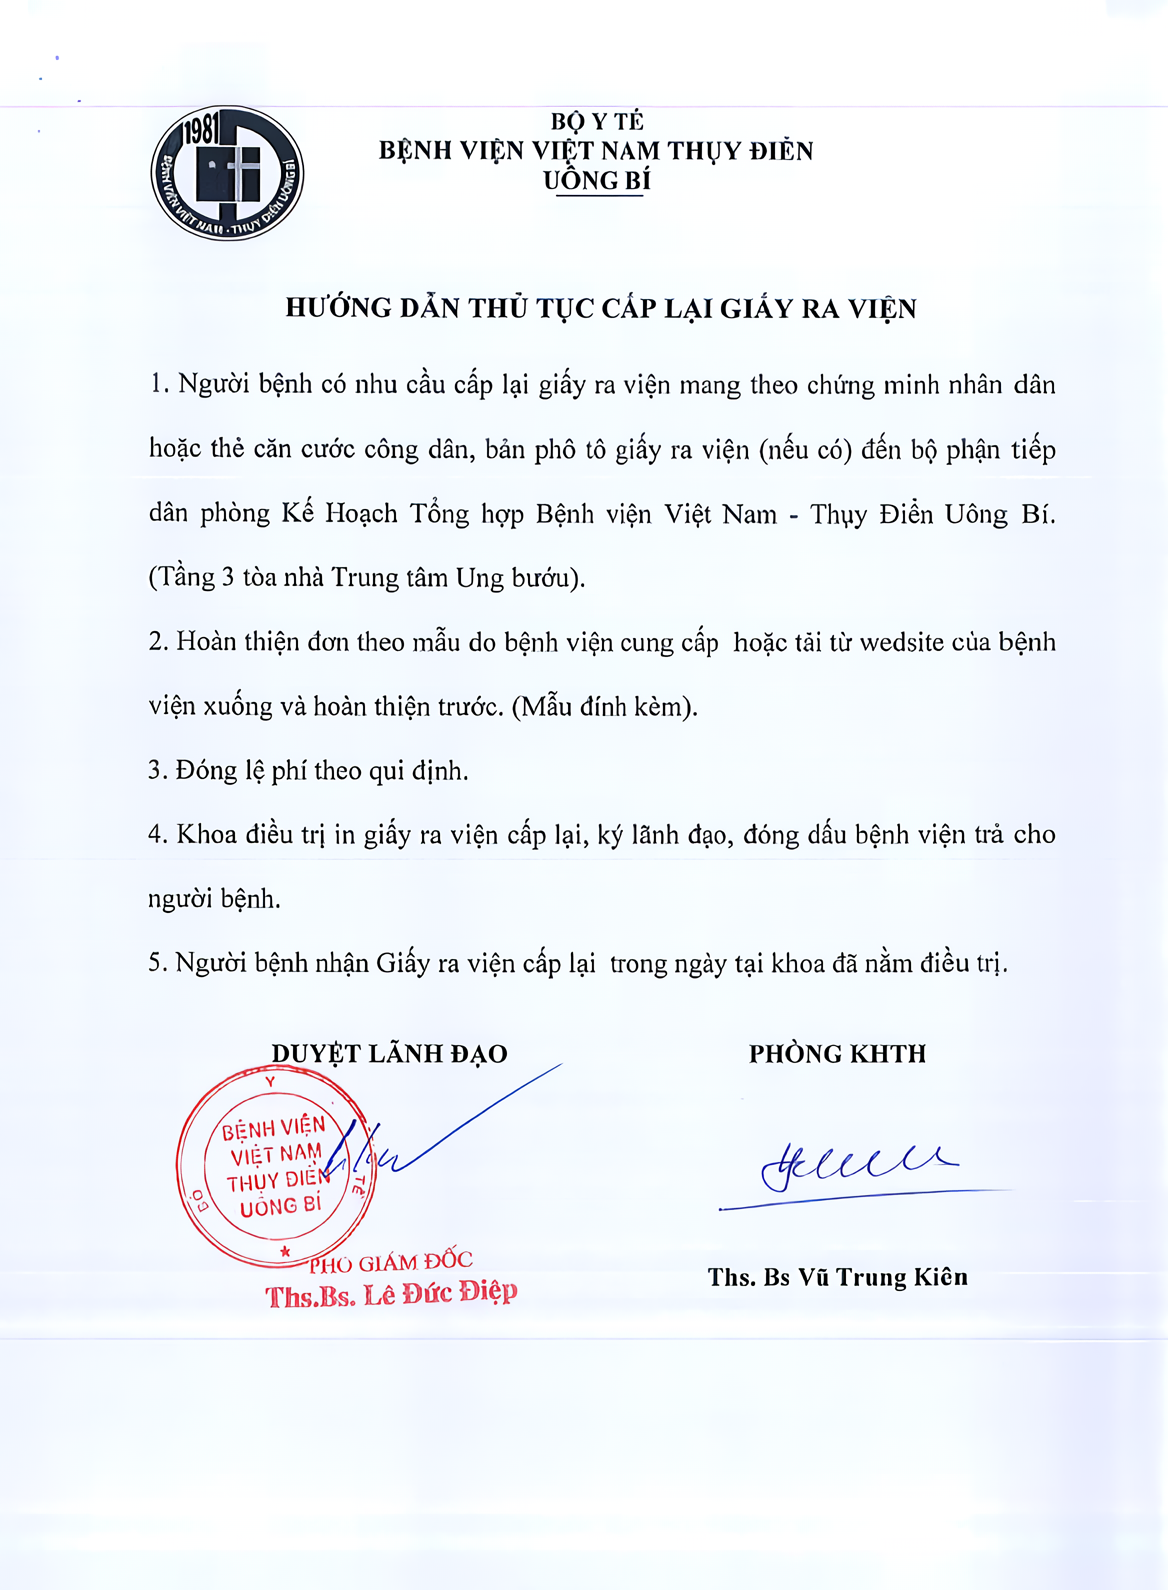 1981
BỆNH VIỆN VIỆT NAM - THỤY ĐIỂN UÔNG BÍ
BỘ Y TẾ
BỆNH VIỆN VIỆT NAM THỤY ĐIỂN
UÔNG BÍ
HƯỚNG DẪN THỦ TỤC CẤP LẠI GIẤY RA VIỆN
1. Người bệnh có nhu cầu cấp lại giấy ra viện mang theo chứng minh nhân dân
hoặc thẻ căn cước công dân, bản phô tô giấy ra viện (nếu có) đến bộ phận tiếp
dân phòng Kế Hoạch Tổng hợp Bệnh viện Việt Nam - Thụy Điển Uông Bí.
(Tầng 3 tòa nhà Trung tâm Ung bướu).
2. Hoàn thiện đơn theo mẫu do bệnh viện cung cấp hoặc tải từ wedsite của bệnh
viện xuống và hoàn thiện trước. (Mẫu đính kèm).
3. Đóng lệ phí theo qui định.
4. Khoa điều trị in giấy ra viện cấp lại, ký lãnh đạo, đóng dấu bệnh viện trả cho
người bệnh.
5. Người bệnh nhận Giấy ra viện cấp lại trong ngày tại khoa đã nằm điều trị.
DUYỆT LÃNH ĐẠO
PHÒNG KHTH
BỘ Y TẾ
BỆNH VIỆN
VIỆT NAM
THỤY ĐIỂN
UÔNG BÍ
PHÓ GIÁM ĐỐC
Ths.Bs. Lê Đức Điệp
Ths. Bs Vũ Trung Kiên